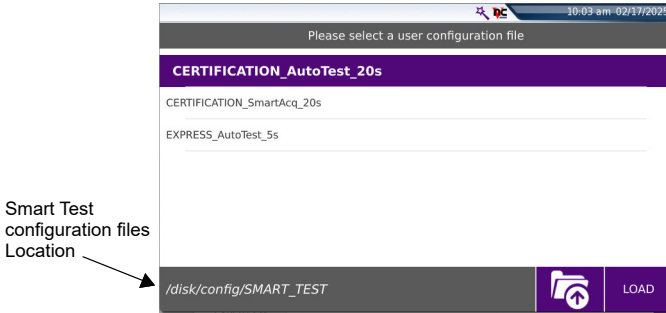 10:03 am 02/17/2025
Please select a user configuration file
CERTIFICATION_AutoTest_20s
CERTIFICATION_SmartAcq_20s
EXPRESS_AutoTest_5s
Smart Test
configuration files
Location
/disk/config/SMART_TEST
LOAD